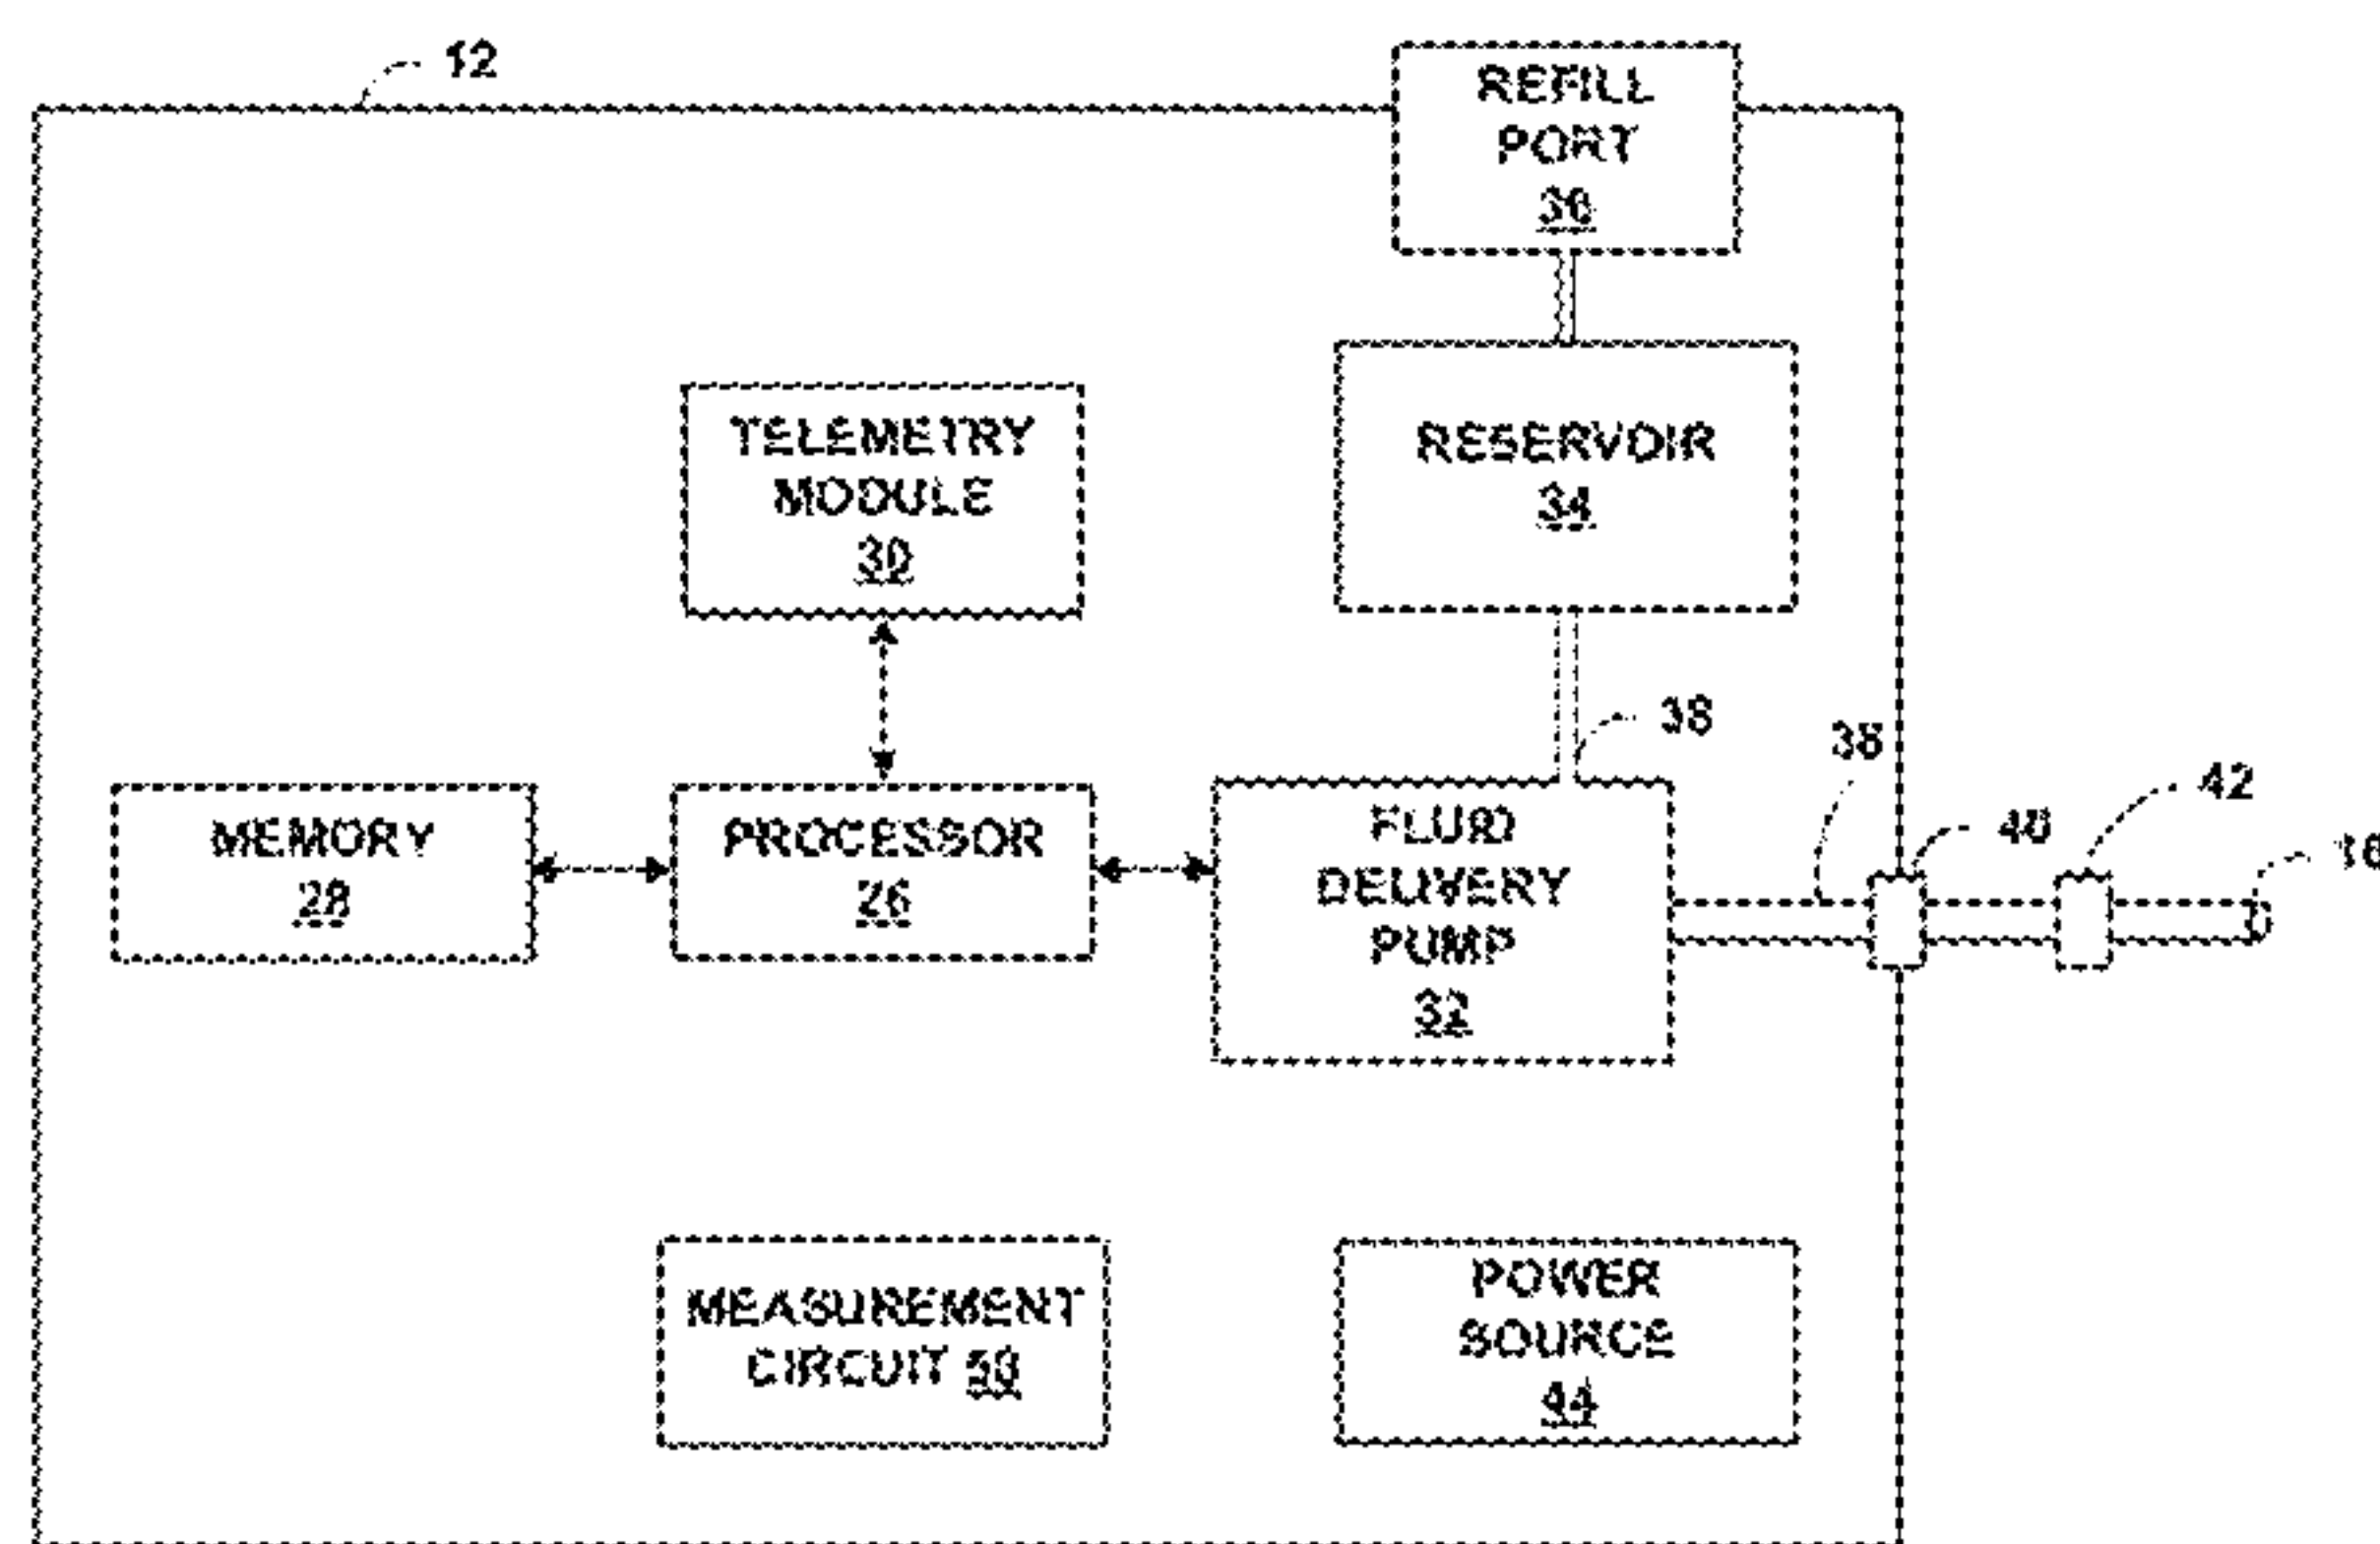 12
REFILL
PORT
36
TELEMETRY
MODULE
30
RESERVOIR
34
38
38
42
40
MEMORY
28
PROCESSOR
26
FLUID
DELIVERY
PUMP
32
MEASUREMENT
CIRCUIT 50
POWER
SOURCE
44